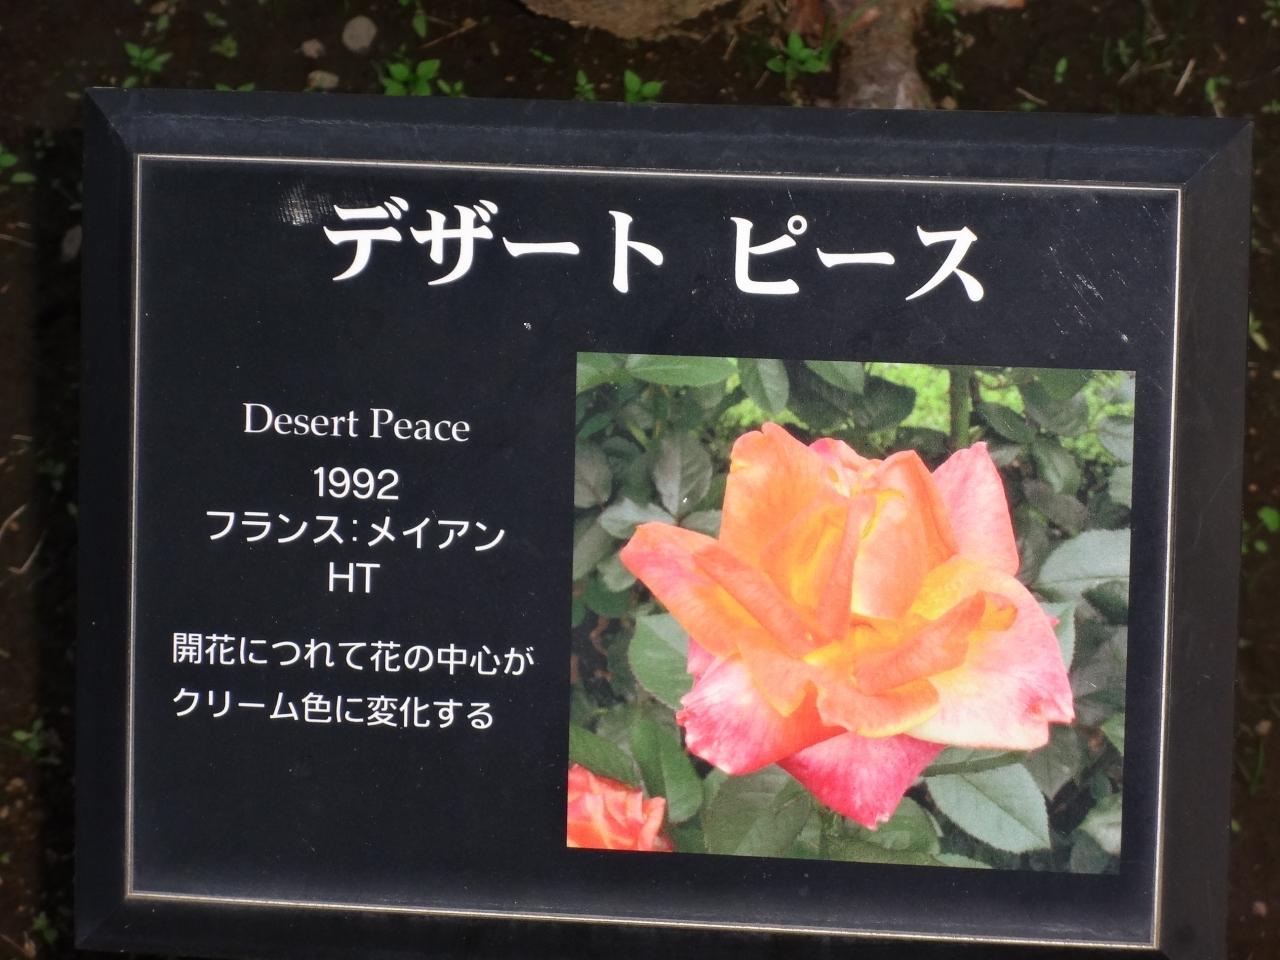 デザート ピース
Desert Peace
1992
フランス：メイアン
HT
開花につれて花の中心が
クリーム色に変化する